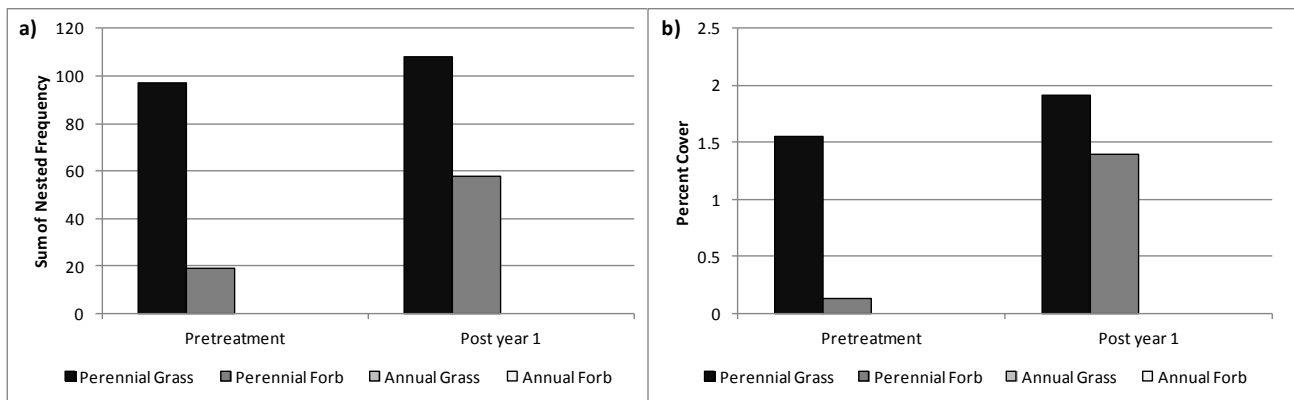 a)
Sum of Nested Frequency
120
100
80
60
40
20
0
Pretreatment Post year 1
Perennial Grass Perennial Forb Annual Grass Annual Forb
b)
Percent Cover
2.5
2
1.5
1
0.5
0
Pretreatment Post year 1
Perennial Grass Perennial Forb Annual Grass Annual Forb